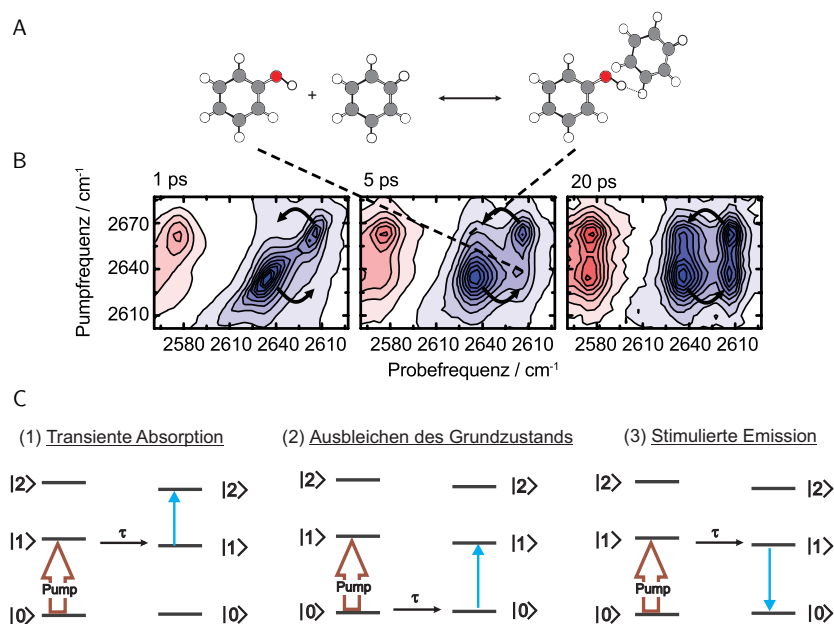 A
+
B
1 ps
5 ps
20 ps
Pumpfrequenz / cm-1
2670
2640
2610
2580 2610 2640 2610
2580 2610 2640 2610
2580 2610 2640 2610
Probefrequenz / cm-1
C
(1) Transiente Absorption
(2) Ausbleichen des Grundzustands
(3) Stimulierte Emission
|2> |2> |2> |2> |2> |2>
|1> τ |1> |1> |1> |1> τ |1>
Pump Pump Pump
|0> |0> |0> τ |0> |0> |0>